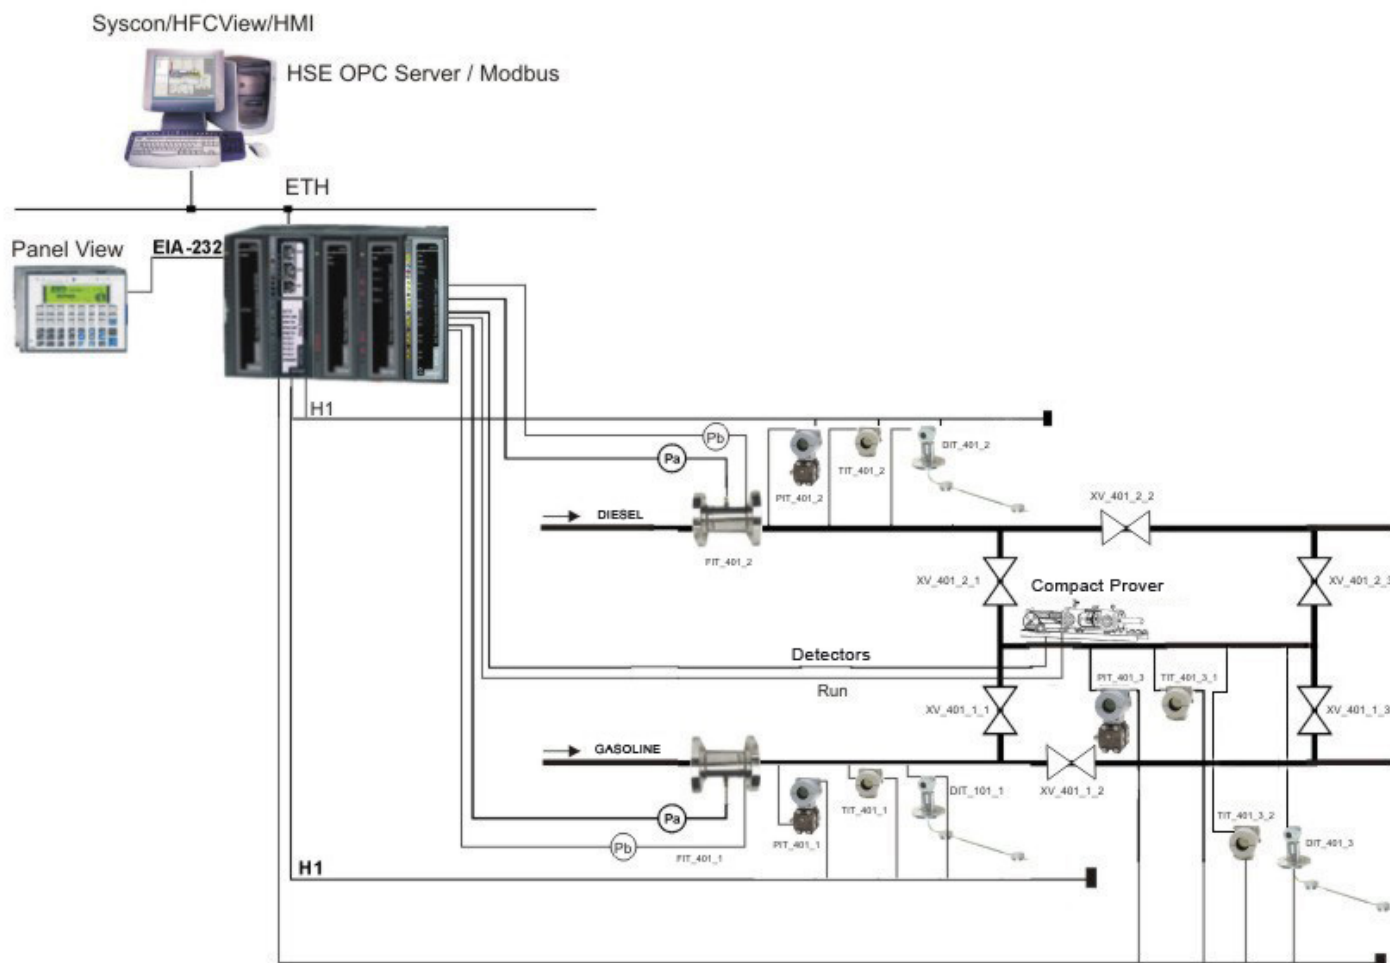 Syscon/HFCView/HMI
HSE OPC Server / Modbus
ETH
Panel View
EIA-232
H1
Pb
Pa
DIT_401_2
TIT_401_2
PIT_401_2
XV_401_2_2
DIESEL
FIT_401_2
XV_401_2_1
XV_401_2_3
Compact Prover
Detectors
Run
PIT_401_3
TIT_401_3_1
XV_401_1_1
XV_401_1_3
GASOLINE
XV_401_1_2
DIT_101_1
TIT_401_1
PIT_401_1
Pa
Pb
FIT_401_1
TIT_401_3_2
DIT_401_3
H1